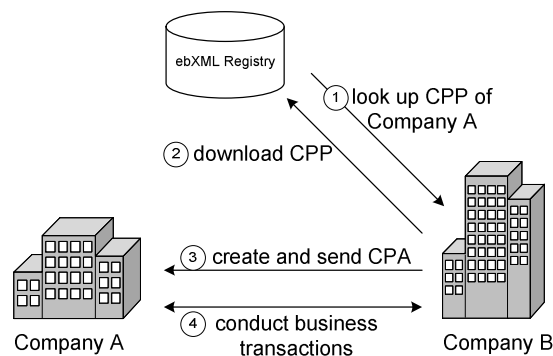 ebXML Registry
1 look up CPP of
Company A
2 download CPP
3 create and send CPA
4 conduct business
transactions
Company A
Company B